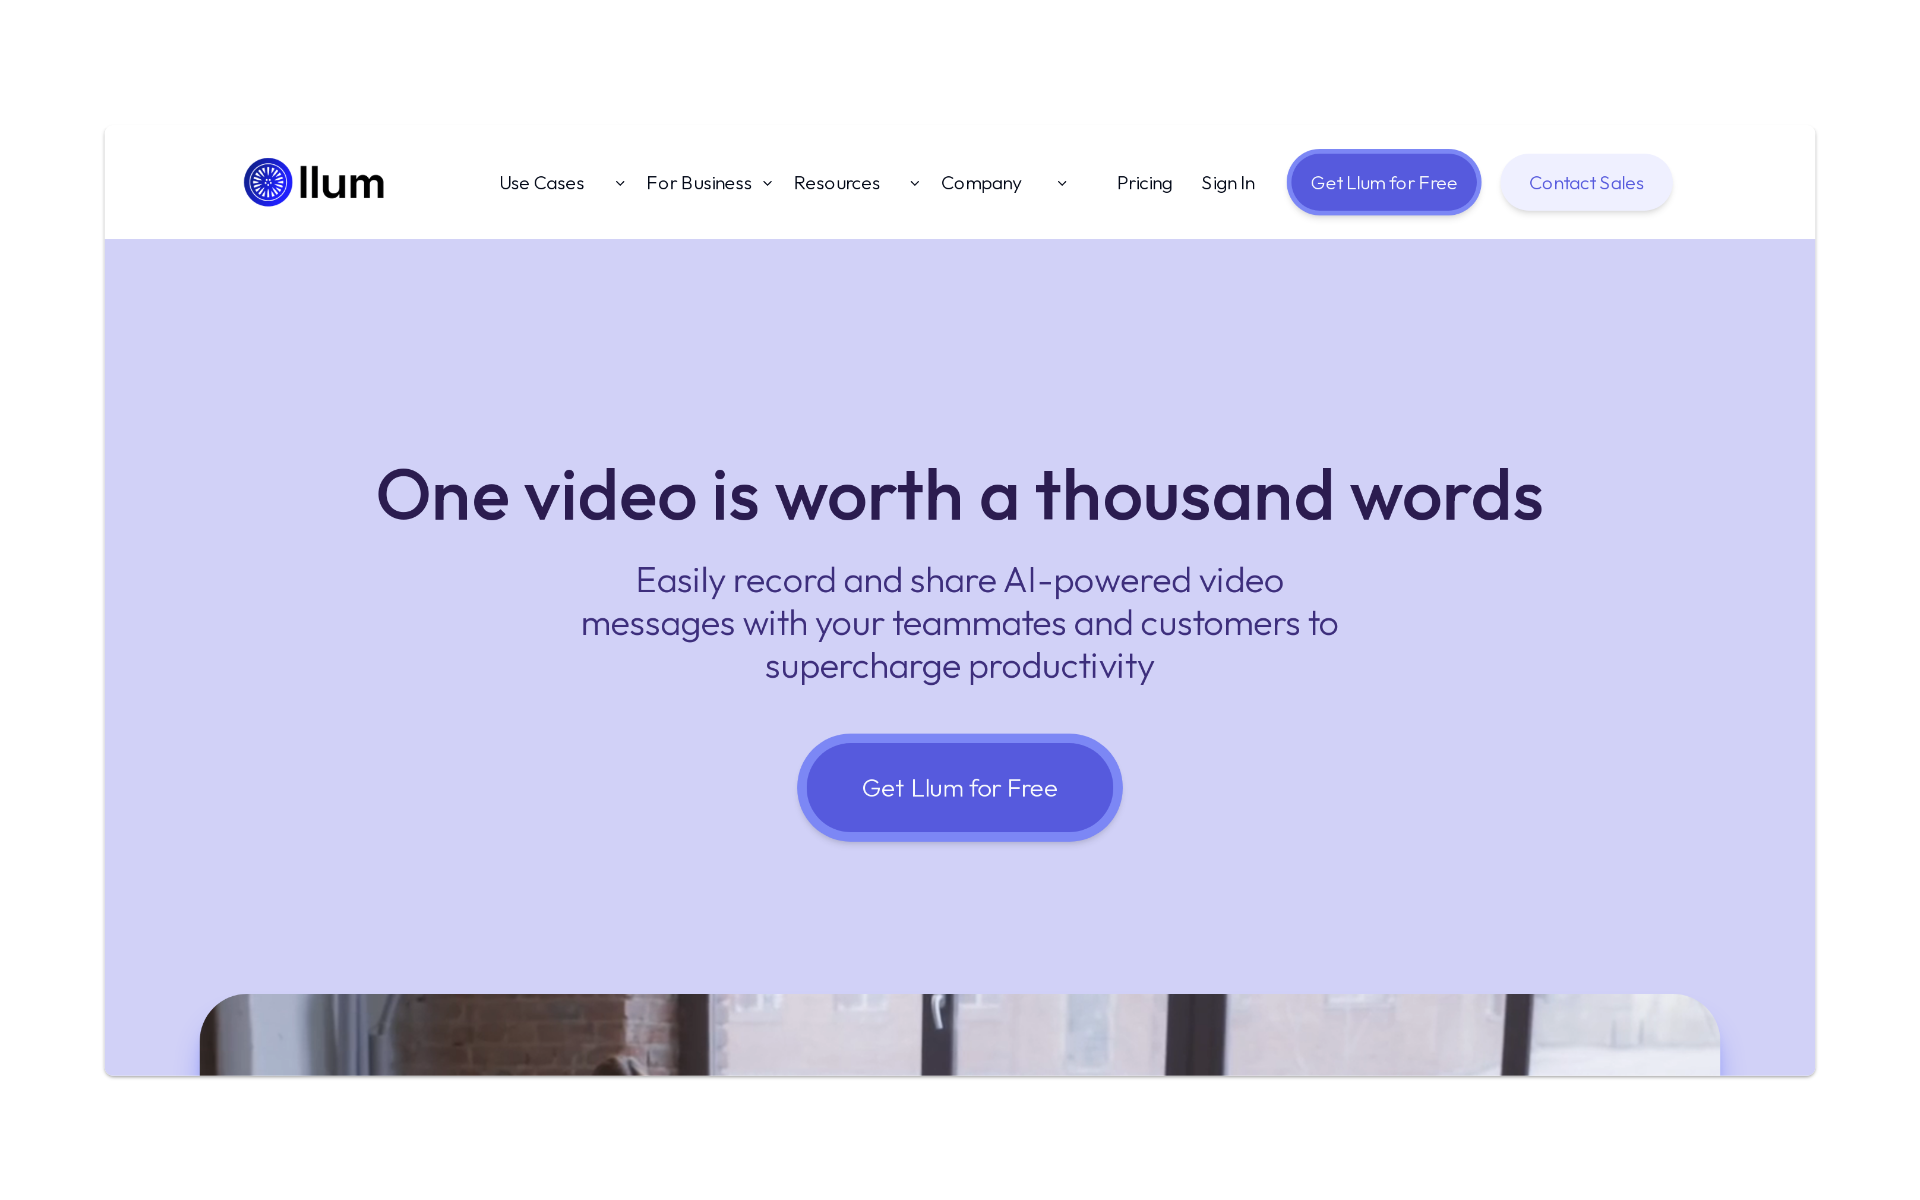 llum
Use Cases
For Business
Resources
Company
Pricing
Sign In
Get Llum for Free
Contact Sales
One video is worth a thousand words
Easily record and share AI-powered video
messages with your teammates and customers to
supercharge productivity
Get Llum for Free